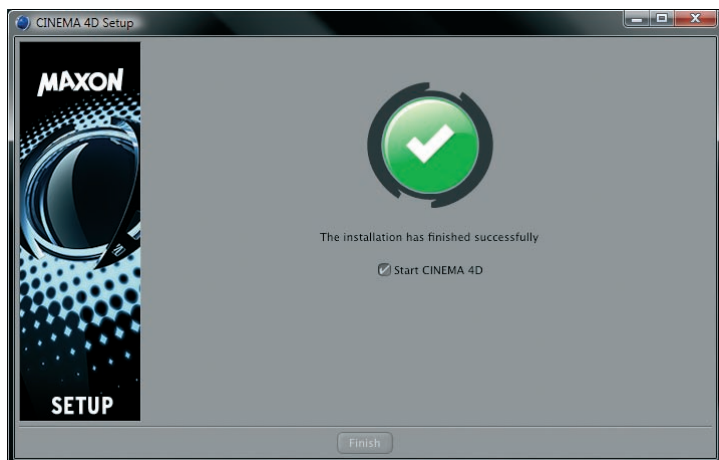 CINEMA 4D Setup
MAXON
The installation has finished successfully
Start CINEMA 4D
SETUP
Finish